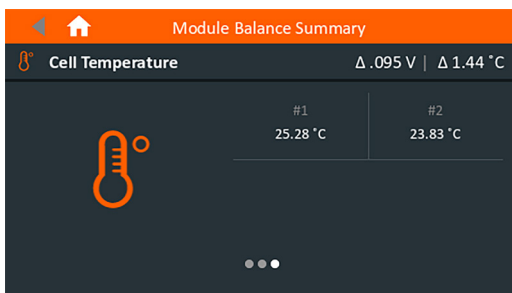 Module Balance Summary
Cell Temperature Δ .095 V | Δ 1.44 °C
#1 #2
25.28 °C 23.83 °C